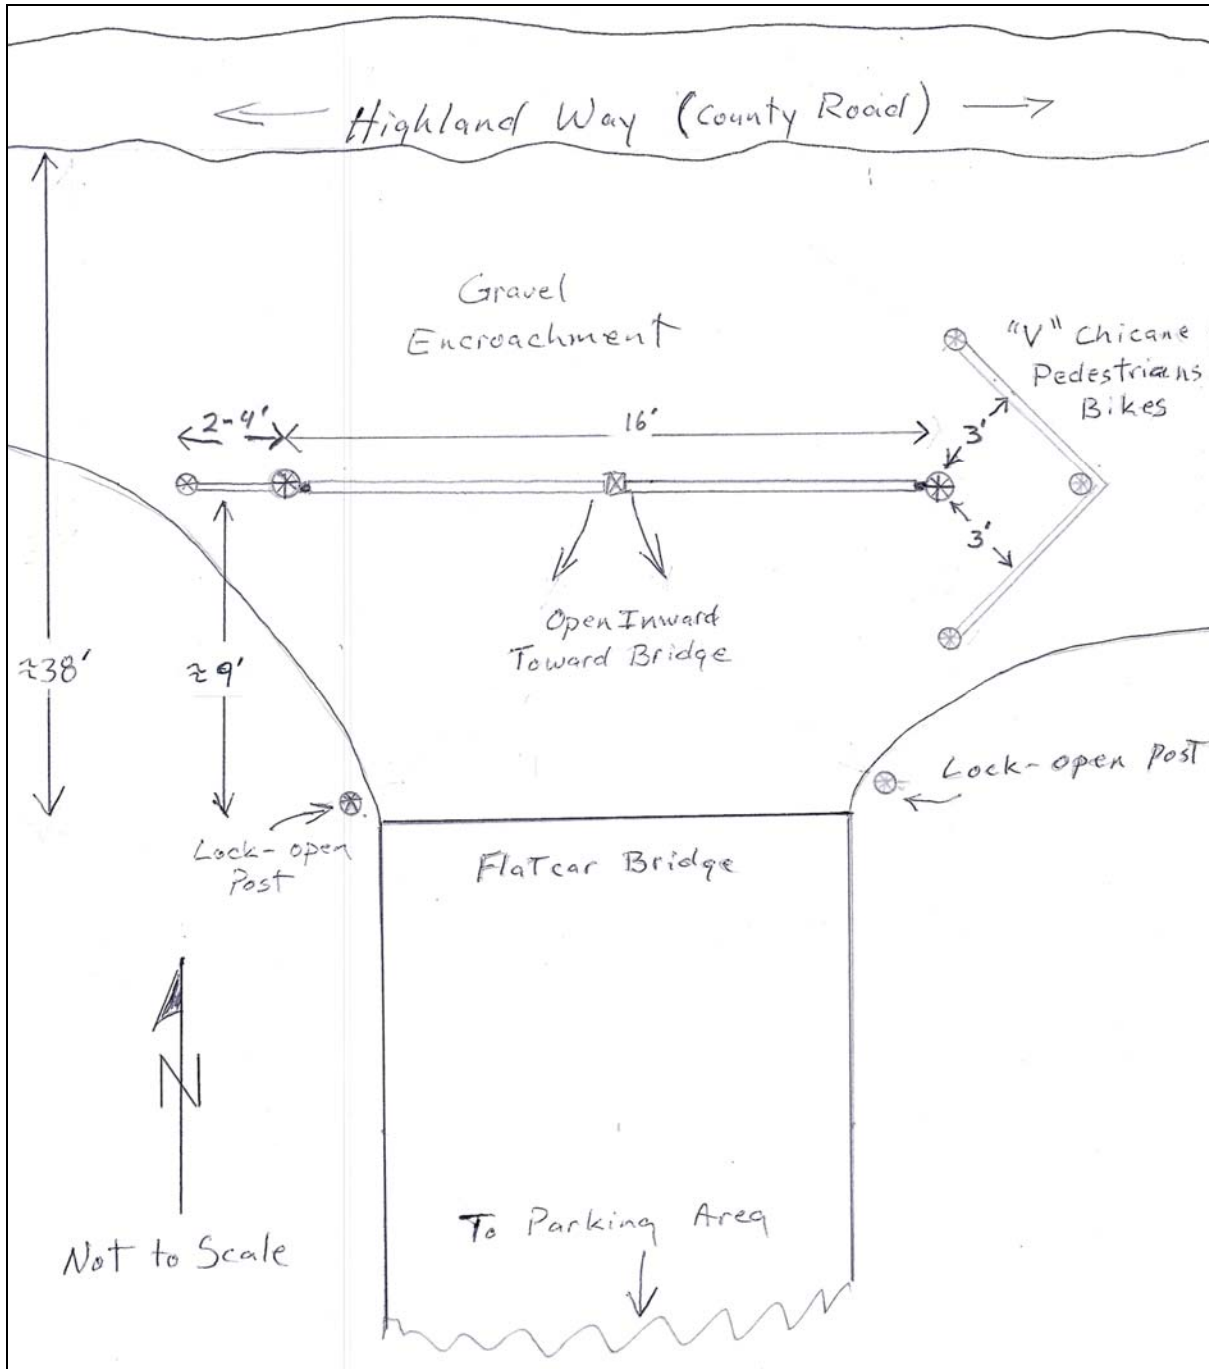 Highland Way (County Road)
Gravel
Encroachment
"V" Chicane
Pedestrians
Bikes
2-4'
16'
3'
3'
Open Inward
Toward Bridge
≈38'
≈9'
Lock-open Post
Lock-open
Post
Flatcar Bridge
N
To Parking Area
Not to Scale